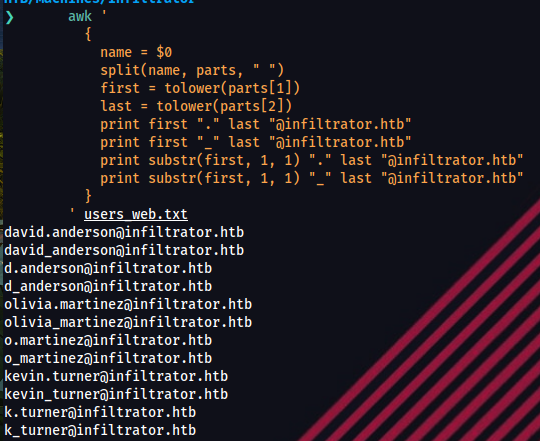 htb/Machines/infiltrator
❯ awk '
{
name = $0
split(name, parts, " ")
first = tolower(parts[1])
last = tolower(parts[2])
print first "." last "@infiltrator.htb"
print first "_" last "@infiltrator.htb"
print substr(first, 1, 1) "." last "@infiltrator.htb"
print substr(first, 1, 1) "_" last "@infiltrator.htb"
}
' users_web.txt
david.anderson@infiltrator.htb
david_anderson@infiltrator.htb
d.anderson@infiltrator.htb
d_anderson@infiltrator.htb
olivia.martinez@infiltrator.htb
olivia_martinez@infiltrator.htb
o.martinez@infiltrator.htb
o_martinez@infiltrator.htb
kevin.turner@infiltrator.htb
kevin_turner@infiltrator.htb
k.turner@infiltrator.htb
k_turner@infiltrator.htb